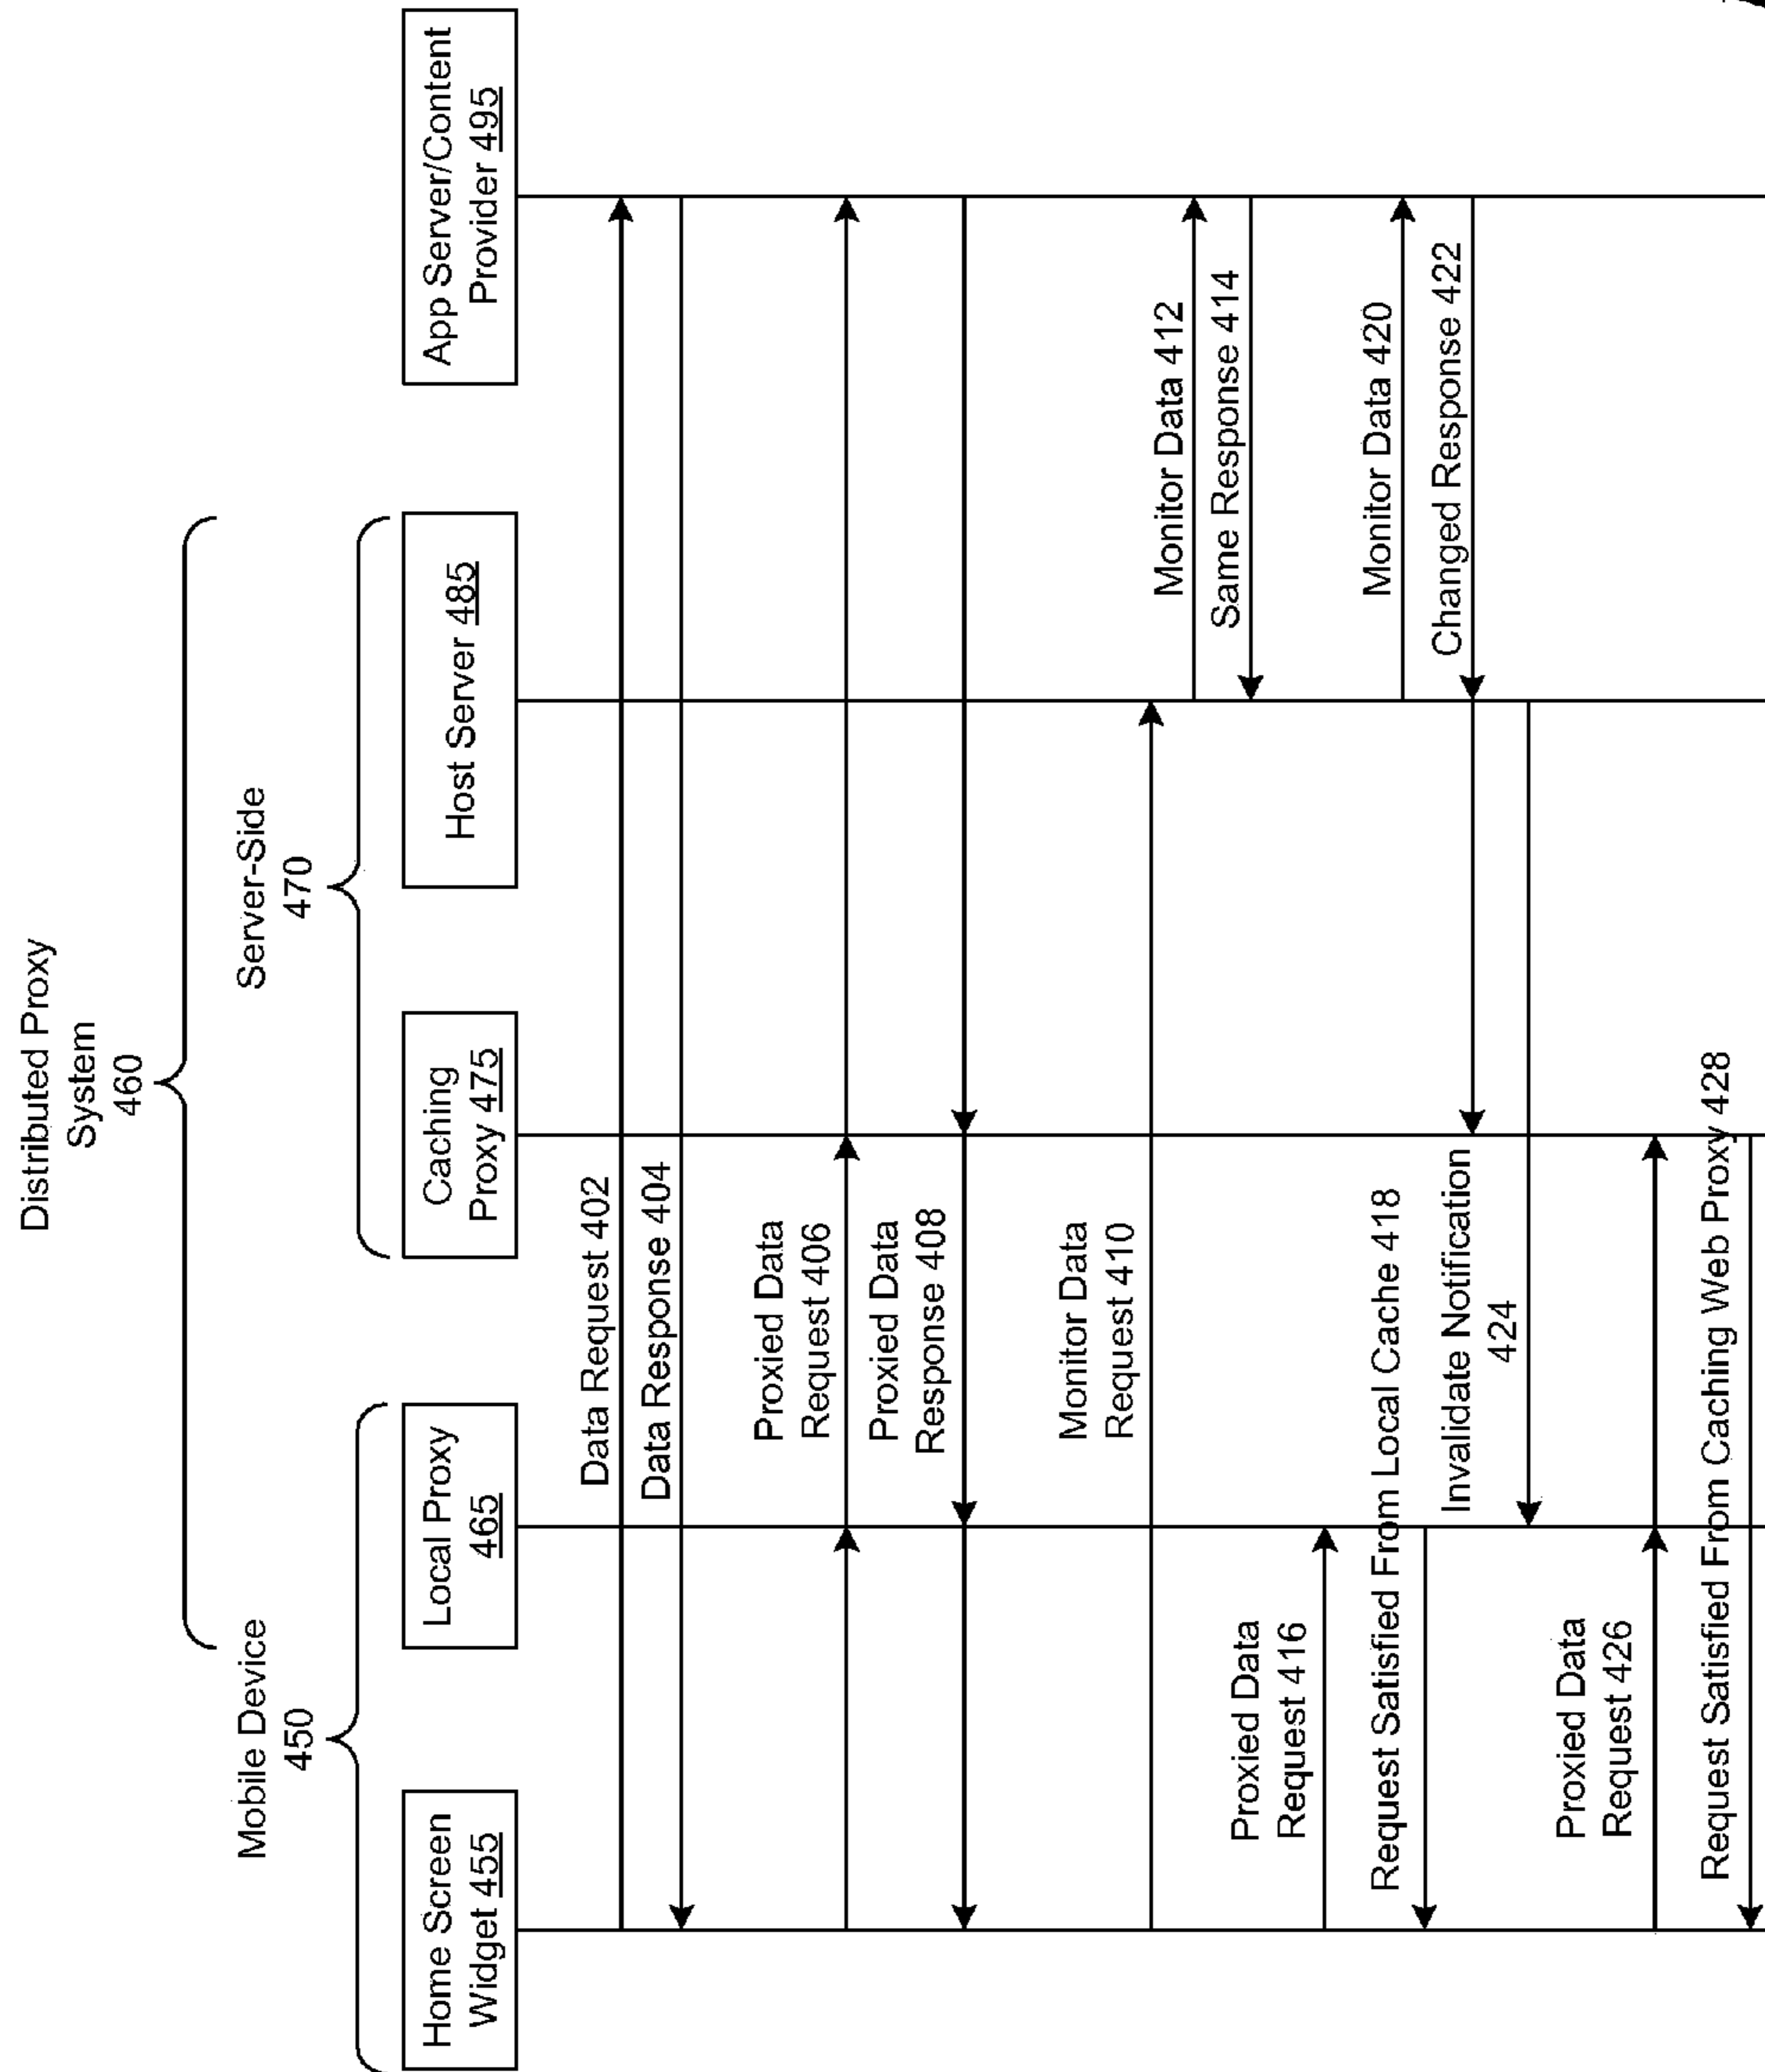 Distributed Proxy
System
460
Mobile Device
450
Server-Side
470
Home Screen
Widget 455
Local Proxy
465
Caching
Proxy 475
Host Server 485
App Server/Content
Provider 495
Data Request 402
Data Response 404
Proxied Data
Request 406
Proxied Data
Response 408
Monitor Data
Request 410
Monitor Data 412
Same Response 414
Proxied Data
Request 416
Request Satisfied From Local Cache 418
Monitor Data 420
Changed Response 422
Invalidate Notification
424
Proxied Data
Request 426
Request Satisfied From Caching Web Proxy 428